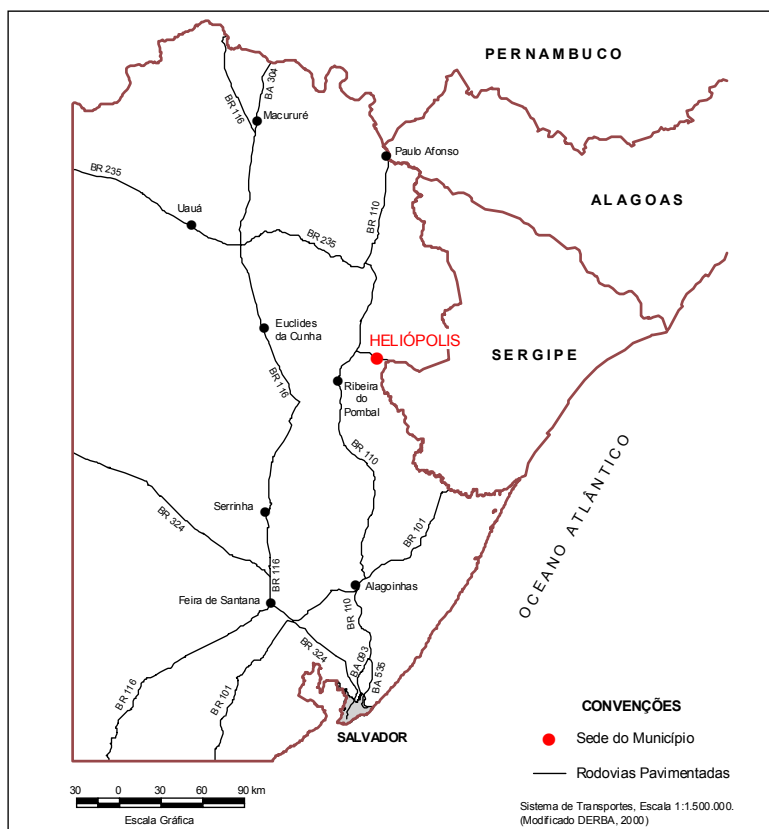 PERNAMBUCO
BA 304
BR 116
Macururé
Paulo Afonso
BR 235
ALAGOAS
Uauá
BR 110
BR 235
Euclides
da Cunha
HELIÓPOLIS
SERGIPE
BR 116
Ribeira
do
Pombal
BR 110
OCEANO ATLÂNTICO
Serrinha
BR 324
BR 101
BR 116
Alagoinhas
Feira de Santana
BR 110
BR 324
BA 093
BA 535
BR 116
BR 101
SALVADOR
CONVENÇÕES
Sede do Município
Rodovias Pavimentadas
30 0 30 60 90 km
Escala Gráfica
Sistema de Transportes, Escala 1:1.500.000.
(Modificado DERBA, 2000)